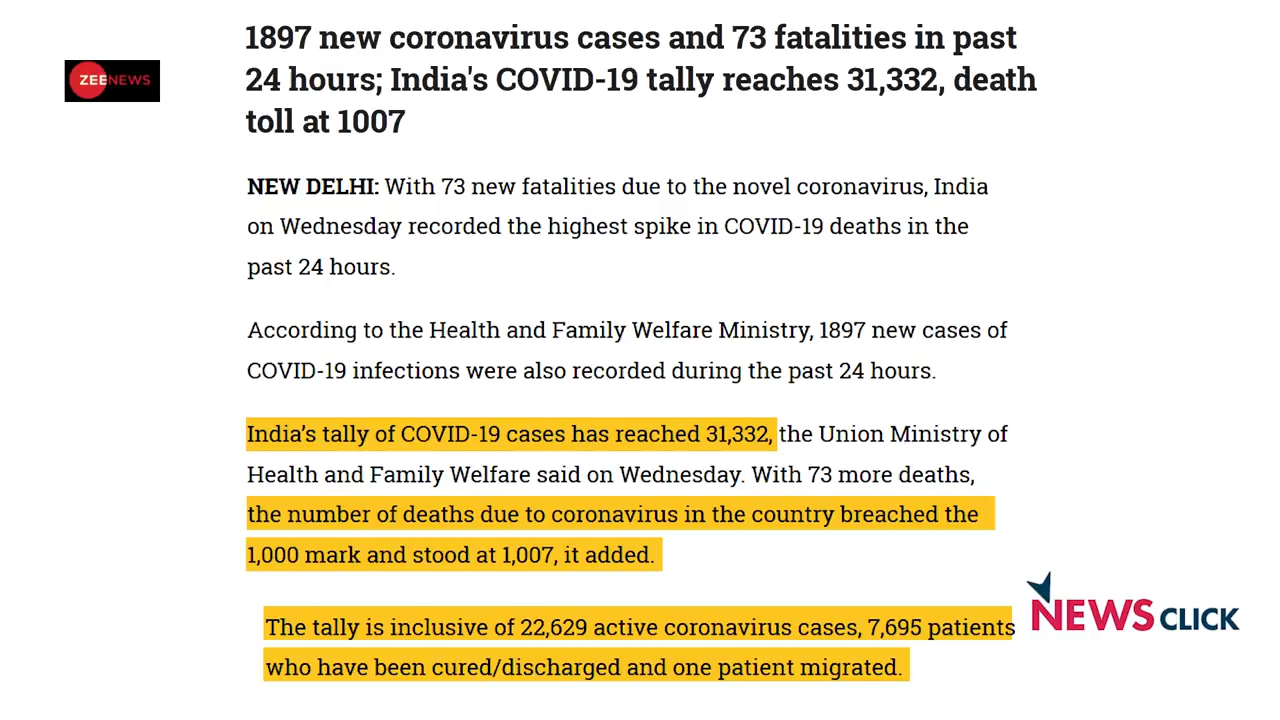 1897 new coronavirus cases and 73 fatalities in past
24 hours; India's COVID-19 tally reaches 31,332, death
toll at 1007
ZEENEWS
NEW DELHI: With 73 new fatalities due to the novel coronavirus, India
on Wednesday recorded the highest spike in COVID-19 deaths in the
past 24 hours.
According to the Health and Family Welfare Ministry, 1897 new cases of
COVID-19 infections were also recorded during the past 24 hours.
India’s tally of COVID-19 cases has reached 31,332, the Union Ministry of
Health and Family Welfare said on Wednesday. With 73 more deaths,
the number of deaths due to coronavirus in the country breached the
1,000 mark and stood at 1,007, it added.
The tally is inclusive of 22,629 active coronavirus cases, 7,695 patients
who have been cured/discharged and one patient migrated.
NEWSCLICK